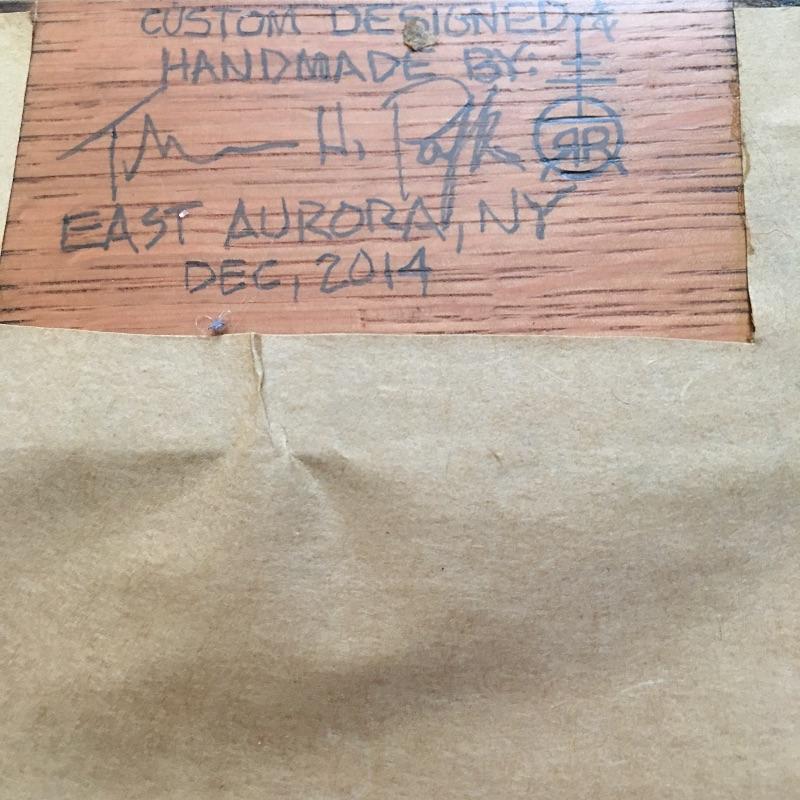 CUSTOM DESIGNED &
HANDMADE BY:
H.
EAST AURORA, NY
DEC, 2014